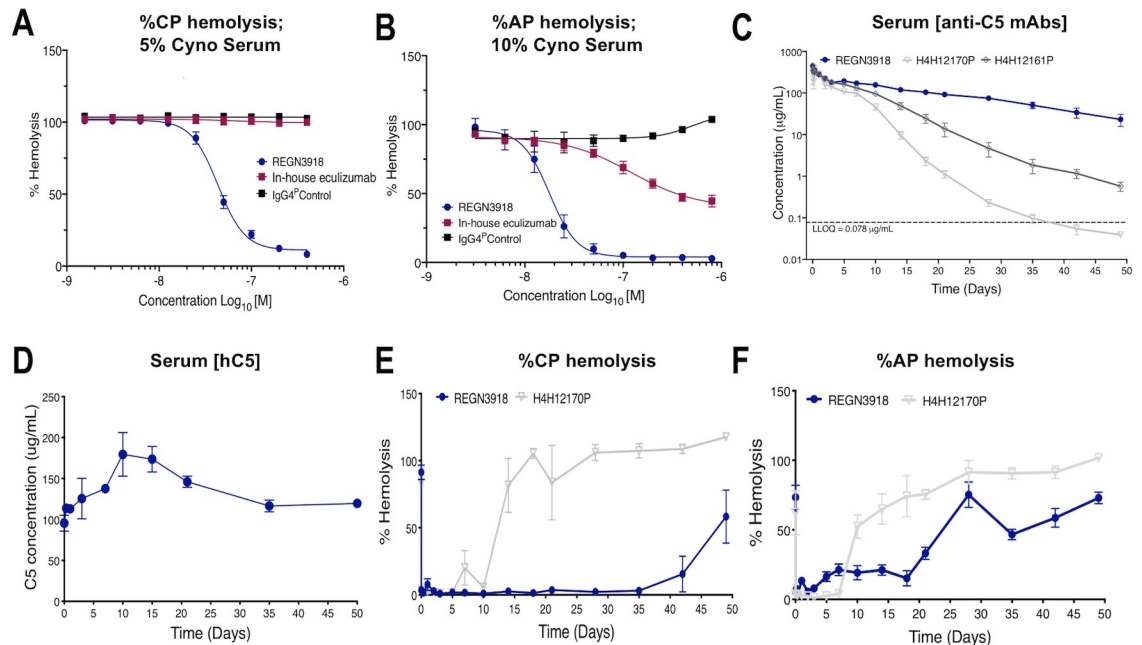 A
%CP hemolysis;
5% Cyno Serum
% Hemolysis
150
100
50
0
REGN3918
In-house eculizumab
IgG4ᴾControl
-9
-8
-7
-6
Concentration Log₁₀ [M]
B
%AP hemolysis;
10% Cyno Serum
% Hemolysis
150
100
50
0
REGN3918
In-house eculizumab
IgG4ᴾControl
-9
-8
-7
-6
Concentration Log₁₀ [M]
C
Serum [anti-C5 mAbs]
REGN3918 H4H12170P H4H12161P
Concentration (µg/mL)
1000
100
10
1
0.1
0.01
LLOQ = 0.078 µg/mL
0 5 10 15 20 25 30 35 40 45 50
Time (Days)
D
Serum [hC5]
C5 concentration (ug/mL)
250
200
150
100
50
0
0 10 20 30 40 50
Time (Days)
E
%CP hemolysis
REGN3918 H4H12170P
% Hemolysis
150
100
50
0
0 5 10 15 20 25 30 35 40 45 50
Time (Days)
F
%AP hemolysis
REGN3918 H4H12170P
% Hemolysis
150
100
50
0
0 5 10 15 20 25 30 35 40 45 50
Time (Days)